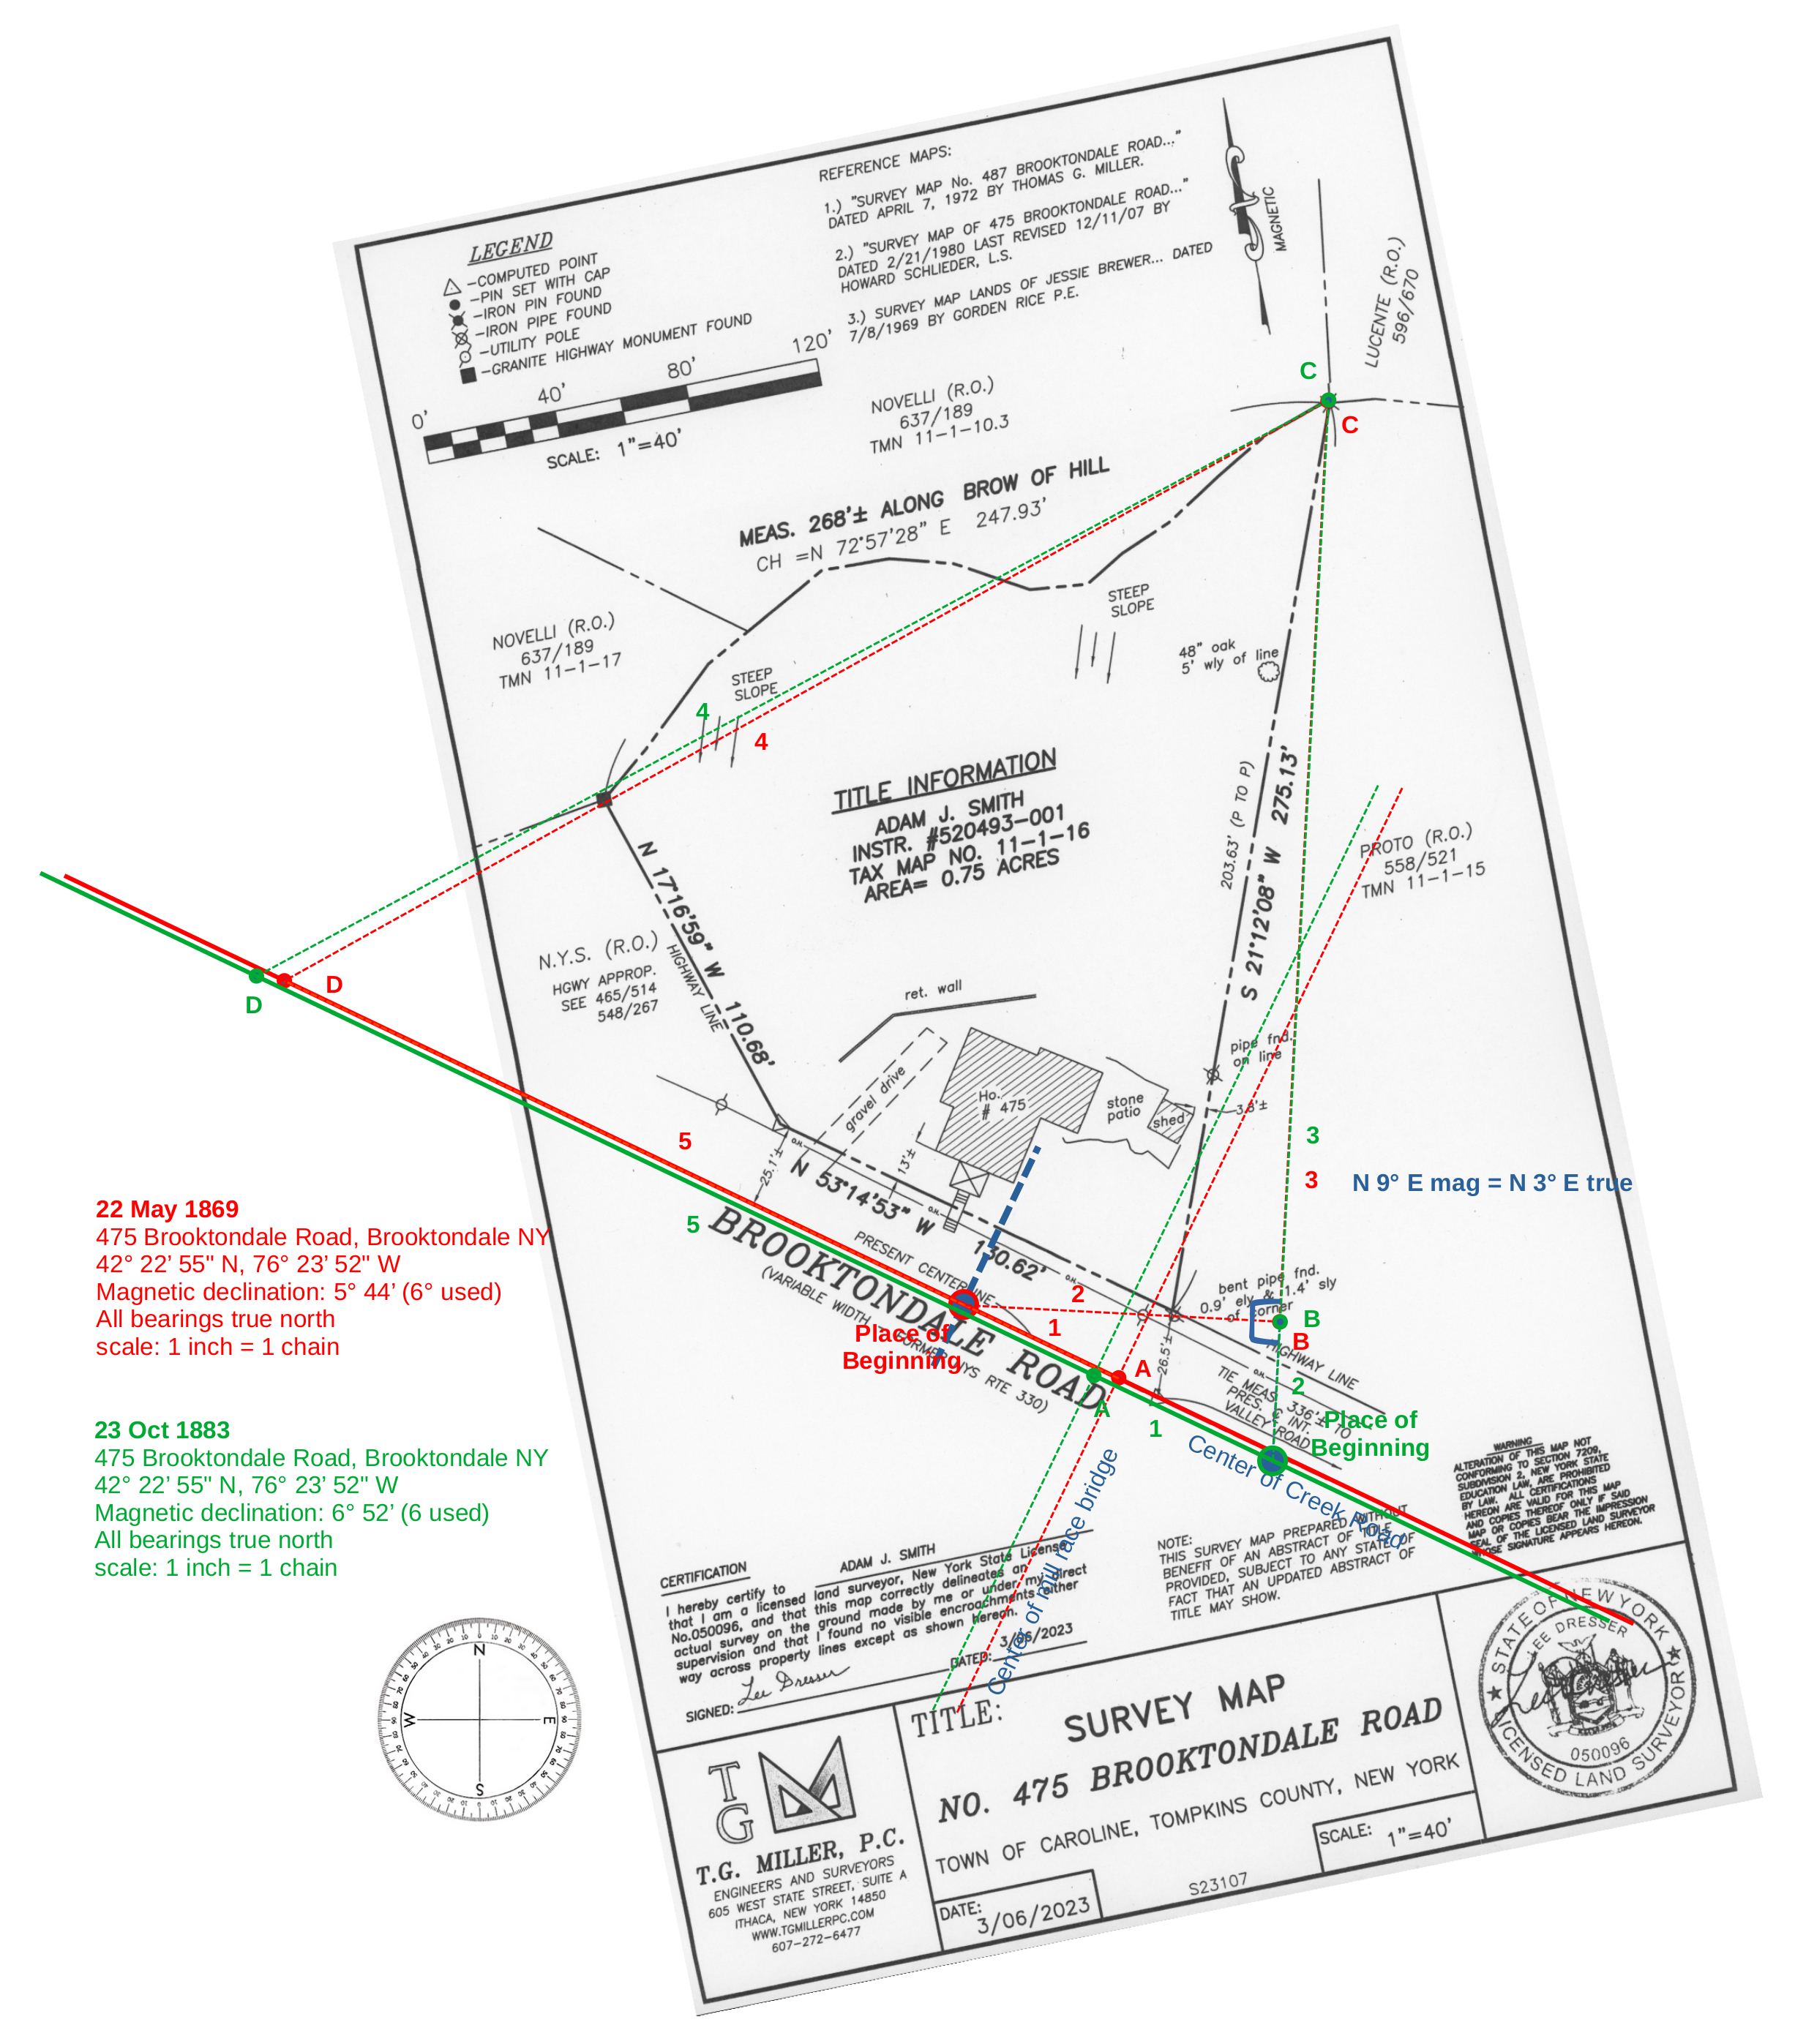 REFERENCE MAPS:
1.) "SURVEY MAP No. 487 BROOKTONDALE ROAD..."
DATED APRIL 7, 1972 BY THOMAS G. MILLER.
2.) "SURVEY MAP OF 475 BROOKTONDALE ROAD..."
DATED 2/21/1980 LAST REVISED 12/11/07 BY
HOWARD SCHLIEDER, L.S.
3.) SURVEY MAP LANDS OF JESSIE BREWER... DATED
7/8/1969 BY GORDEN RICE P.E.
MAGNETIC
LEGEND
-COMPUTED POINT
-PIN SET WITH CAP
-IRON PIN FOUND
-IRON PIPE FOUND
-UTILITY POLE
-GRANITE HIGHWAY MONUMENT FOUND
0' 40' 80' 120'
SCALE: 1"=40'
LUCENTE (R.O.)
596/670
C
C
NOVELLI (R.O.)
637/189
TMN 11-1-10.3
MEAS. 268'± ALONG BROW OF HILL
CH =N 72°57'28" E 247.93'
STEEP
SLOPE
NOVELLI (R.O.)
637/189
TMN 11-1-17
48" oak
5' wly of line
STEEP
SLOPE
4
4
TITLE INFORMATION
ADAM J. SMITH
INSTR. #520493-001
TAX MAP NO. 11-1-16
AREA= 0.75 ACRES
203.63' (P TO P)
S 21°12'08" W 275.13'
PROTO (R.O.)
558/521
TMN 11-1-15
N 17°16'59" W 110.68'
HIGHWAY LINE
N.Y.S. (R.O.)
HGWY APPROP.
SEE 465/514
548/267
D
D
ret. wall
gravel drive
Ho.
# 475
stone
patio
shed
pipe fnd.
on line
3.8'±
13'±
25.1'±
3
3
N 9° E mag = N 3° E true
5
5
O.H.
N 53°14'53" W 130.62'
O.H.
O.H.
PRESENT CENTERLINE
BROOKTONDALE ROAD
(VARIABLE WIDTH - FORMER NYS RTE 330)
bent pipe fnd.
0.9' ely & 1.4' sly
of corner
B
B
2
1
Place of
Beginning
A
A
26.5'±
HIGHWAY LINE
O.H.
TIE MEAS. 336'± TO
PRES. ℄ INT.
VALLEY ROAD
2
1
Place of
Beginning
Center of Creek Road
Center of mill race bridge
22 May 1869
475 Brooktondale Road, Brooktondale NY
42° 22' 55" N, 76° 23' 52" W
Magnetic declination: 5° 44' (6° used)
All bearings true north
scale: 1 inch = 1 chain
23 Oct 1883
475 Brooktondale Road, Brooktondale NY
42° 22' 55" N, 76° 23' 52" W
Magnetic declination: 6° 52' (6 used)
All bearings true north
scale: 1 inch = 1 chain
N
W E
S
WARNING
ALTERATION OF THIS MAP NOT
CONFORMING TO SECTION 7209,
SUBDIVISION 2, NEW YORK STATE
EDUCATION LAW, ARE PROHIBITED
BY LAW. ALL CERTIFICATIONS
HEREON ARE VALID FOR THIS MAP
AND COPIES THEREOF ONLY IF SAID
MAP OR COPIES BEAR THE IMPRESSION
SEAL OF THE LICENSED LAND SURVEYOR
WHOSE SIGNATURE APPEARS HEREON.
NOTE:
THIS SURVEY MAP PREPARED WITHOUT
BENEFIT OF AN ABSTRACT OF TITLE
PROVIDED, SUBJECT TO ANY STATE OF
FACT THAT AN UPDATED ABSTRACT OF
TITLE MAY SHOW.
CERTIFICATION
I hereby certify to ADAM J. SMITH
that I am a licensed land surveyor, New York State License
No.050096, and that this map correctly delineates an
actual survey on the ground made by me or under my direct
supervision and that I found no visible encroachments either
way across property lines except as shown hereon.
SIGNED: Lee Dresser DATED: 3/06/2023
STATE OF NEW YORK
LEE DRESSER
050096
LICENSED LAND SURVEYOR
TG
T.G. MILLER, P.C.
ENGINEERS AND SURVEYORS
605 WEST STATE STREET, SUITE A
ITHACA, NEW YORK 14850
WWW.TGMILLERPC.COM
607-272-6477
TITLE:
SURVEY MAP
NO. 475 BROOKTONDALE ROAD
TOWN OF CAROLINE, TOMPKINS COUNTY, NEW YORK
DATE:
3/06/2023
S23107
SCALE: 1"=40'